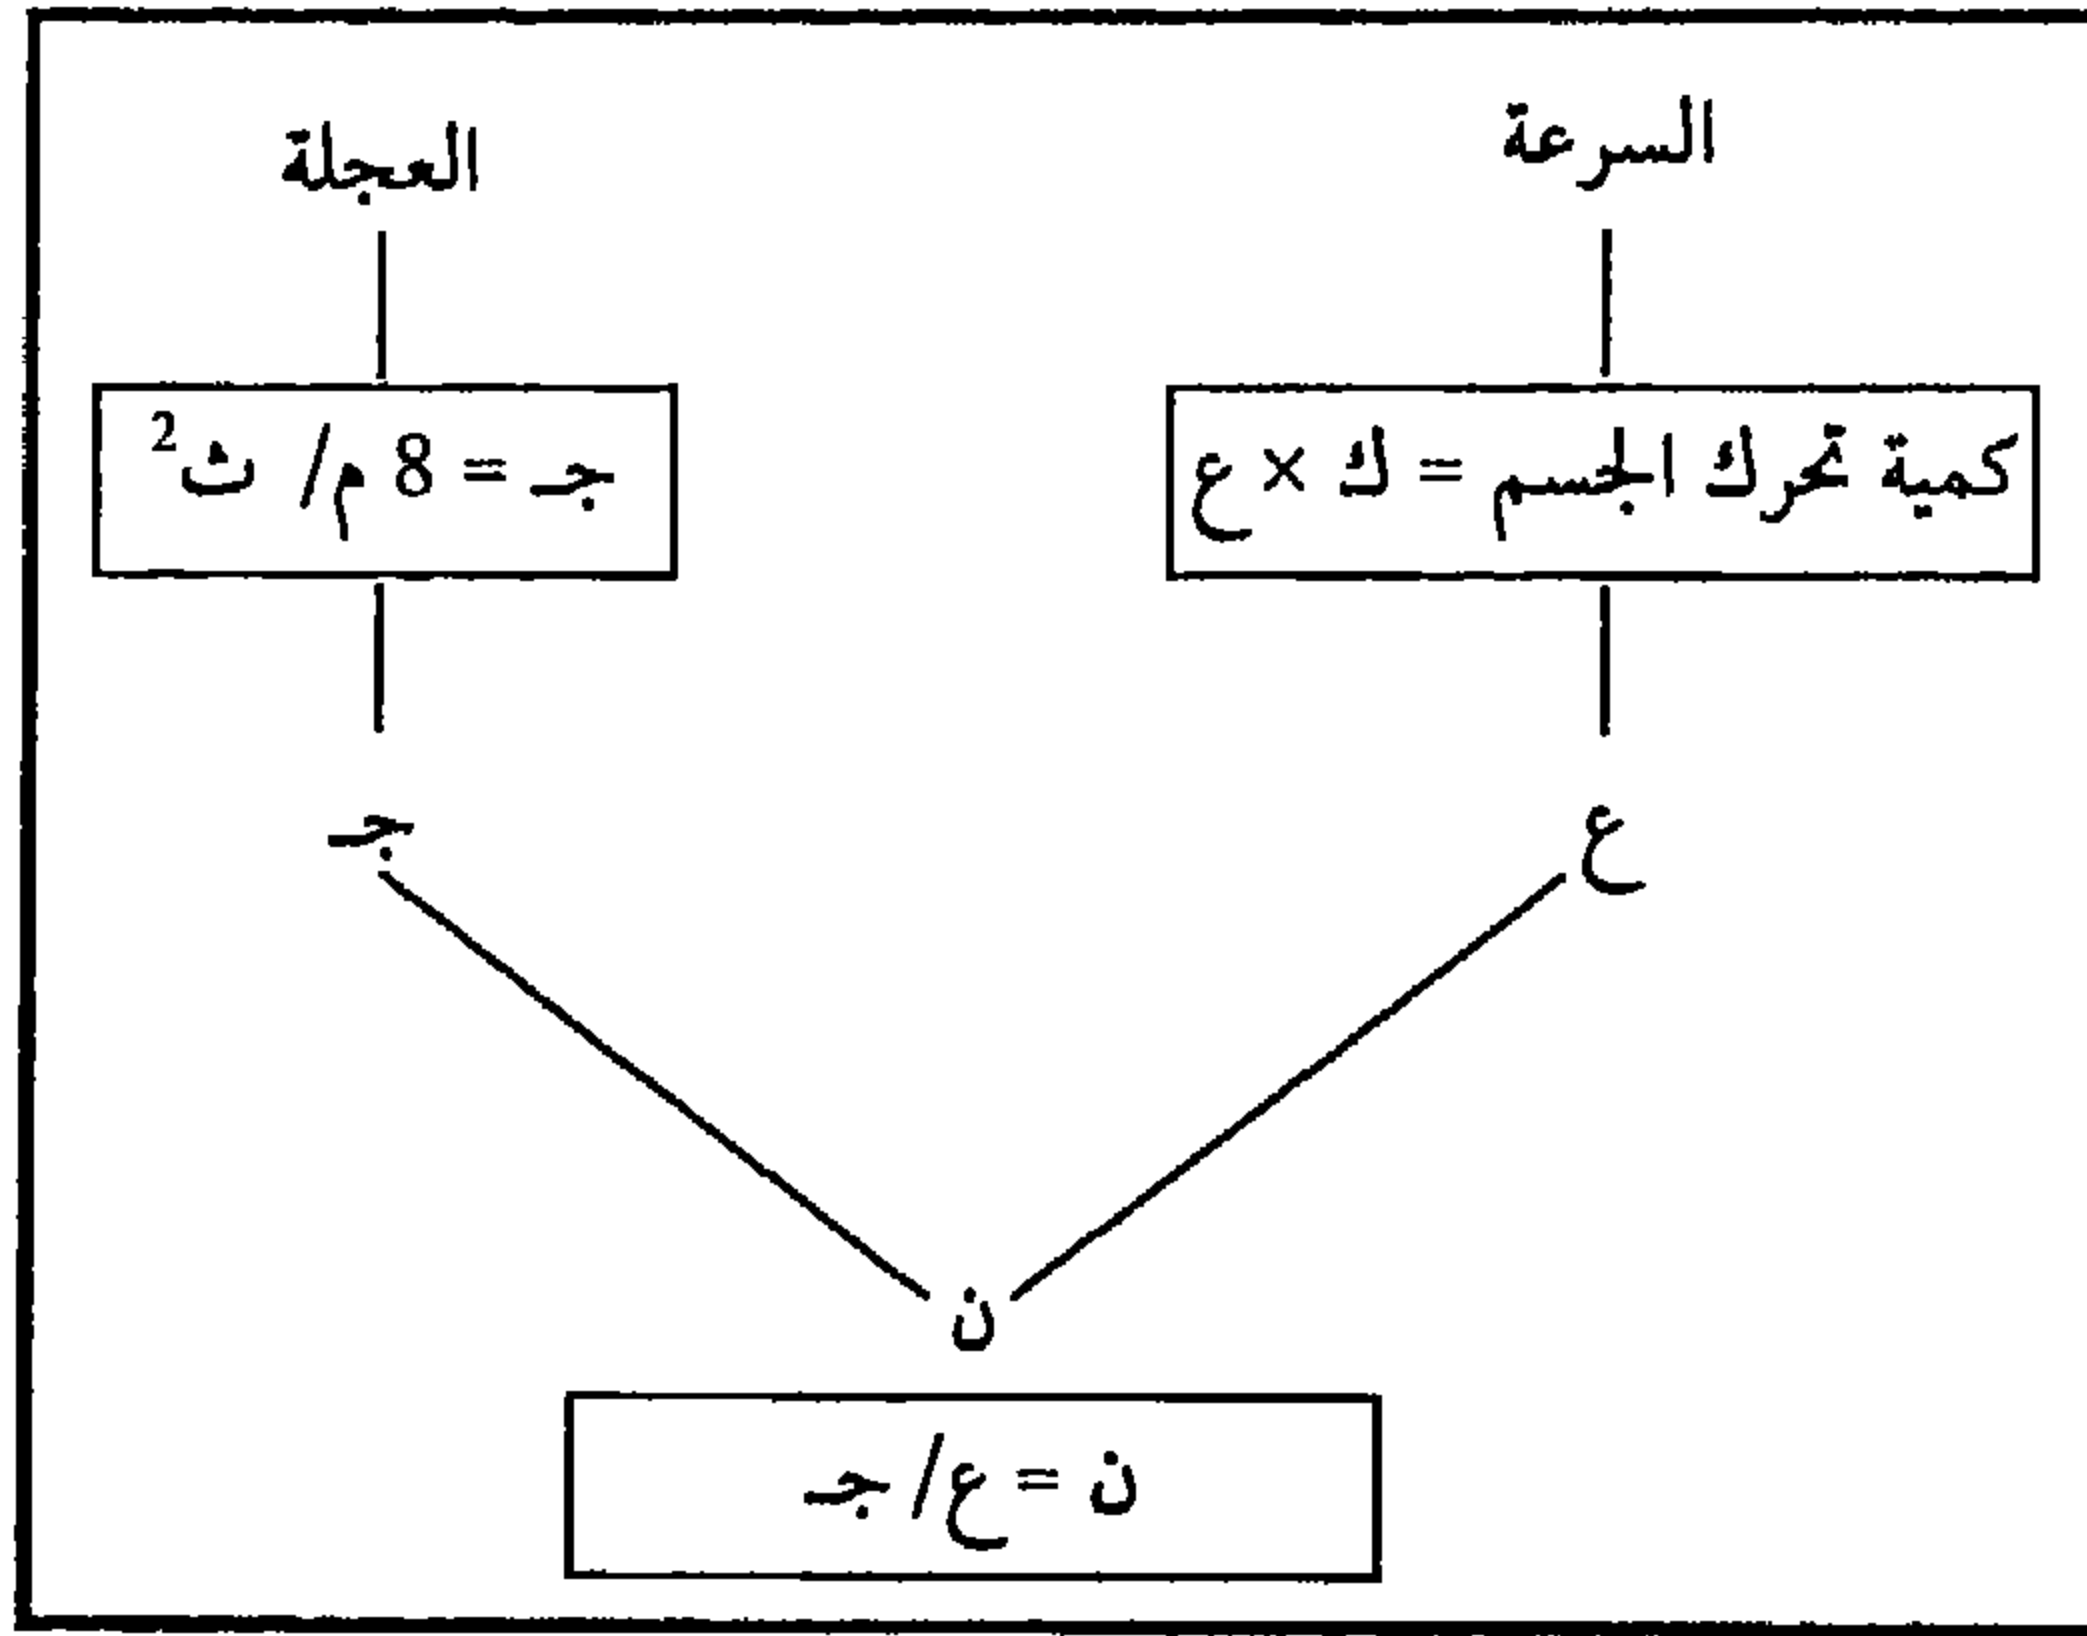 السرعة
العجلة
كمية تحرك الجسم = ك × ع
جـ = 8 م/ ث²
ع
جـ
ن
ن = ع/ جـ